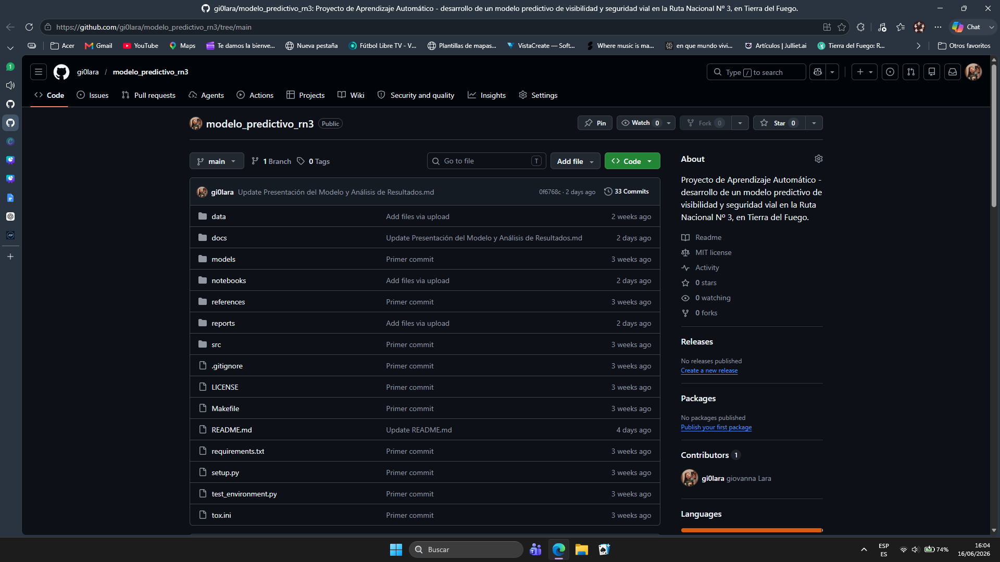 gi0lara/modelo_predictivo_rn3: Proyecto de Aprendizaje Automático - desarrollo de un modelo predictivo de visibilidad y seguridad vial en la Ruta Nacional Nº 3, en Tierra del Fuego.
https://github.com/gi0lara/modelo_predictivo_rn3/tree/main
Chat
Acer
Gmail
YouTube
Maps
Te damos la bienve...
Nueva pestaña
Fútbol Libre TV - V...
Plantillas de mapas...
VistaCreate — Soft...
Where music is ma...
en que mundo vivi...
Artículos | Julliet.ai
Tierra del Fuego: R...
Otros favoritos
1
gi0lara / modelo_predictivo_rn3
Type / to search
Code
Issues
Pull requests
Agents
Actions
Projects
Wiki
Security and quality
Insights
Settings
modelo_predictivo_rn3 Public
Pin
Watch 0
Fork 0
Star 0
main
1 Branch
0 Tags
Go to file T
Add file
Code
gi0lara Update Presentación del Modelo y Análisis de Resultados.md 0f6768c · 2 days ago 33 Commits
data Add files via upload 2 weeks ago
docs Update Presentación del Modelo y Análisis de Resultados.md 2 days ago
models Primer commit 3 weeks ago
notebooks Add files via upload 2 days ago
references Primer commit 3 weeks ago
reports Add files via upload 2 days ago
src Primer commit 3 weeks ago
.gitignore Primer commit 3 weeks ago
LICENSE Primer commit 3 weeks ago
Makefile Primer commit 3 weeks ago
README.md Update README.md 4 days ago
requirements.txt Primer commit 3 weeks ago
setup.py Primer commit 3 weeks ago
test_environment.py Primer commit 3 weeks ago
tox.ini Primer commit 3 weeks ago
About
Proyecto de Aprendizaje Automático -
desarrollo de un modelo predictivo de
visibilidad y seguridad vial en la Ruta
Nacional Nº 3, en Tierra del Fuego.
Readme
MIT license
Activity
0 stars
0 watching
0 forks
Releases
No releases published
Create a new release
Packages
No packages published
Publish your first package
Contributors 1
gi0lara giovanna Lara
Languages
Buscar
ESP
ES
74%
16:04
16/06/2026